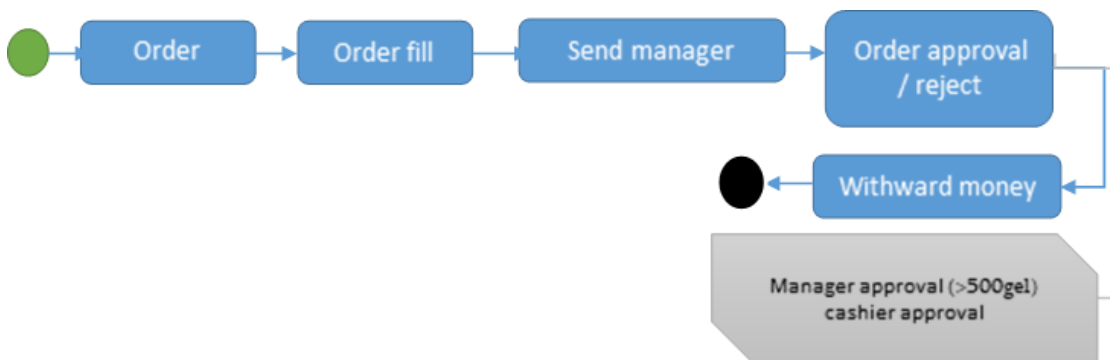 Order
Order fill
Send manager
Order approval
/ reject
Withward money
Manager approval (>500gel)
cashier approval